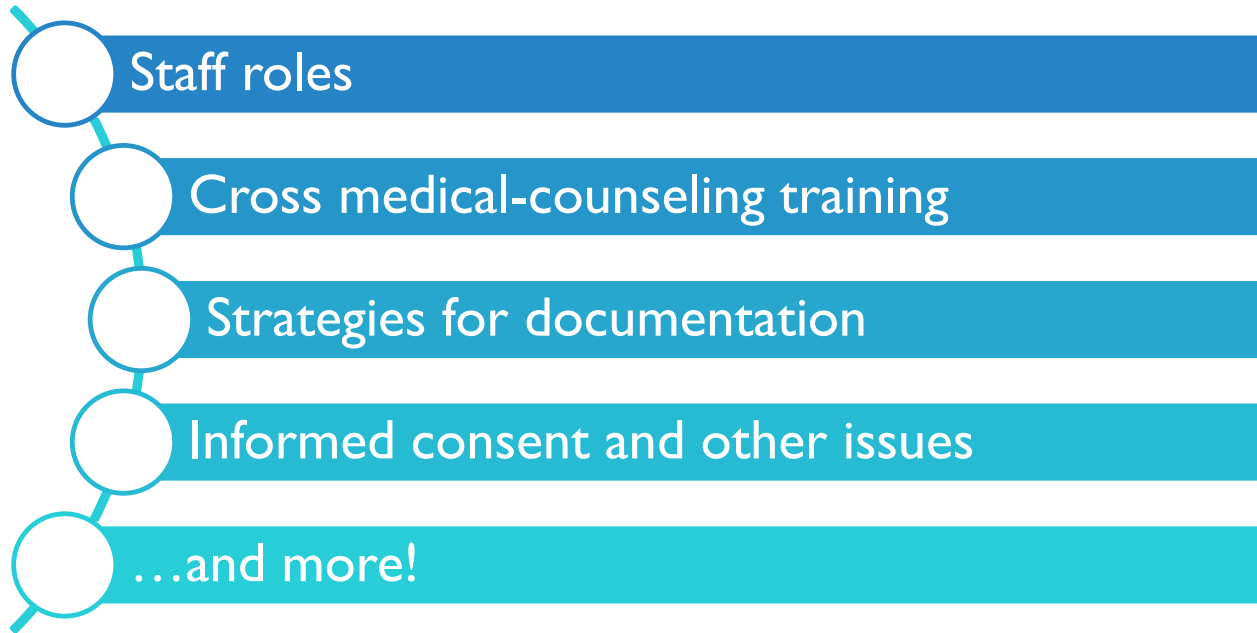 Staff roles
Cross medical-counseling training
Strategies for documentation
Informed consent and other issues
…and more!